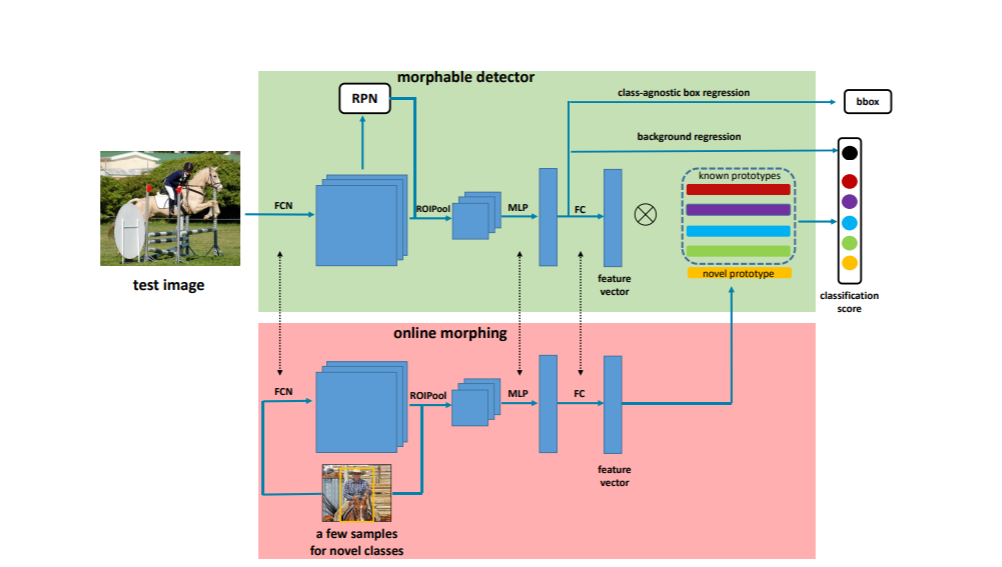 morphable detector
RPN
class-agnostic box regression
bbox
background regression
known prototypes
FCN
ROIPool
MLP
FC
test image
feature
vector
novel prototype
classification
score
online morphing
FCN
ROIPool
MLP
FC
feature
vector
a few samples
for novel classes